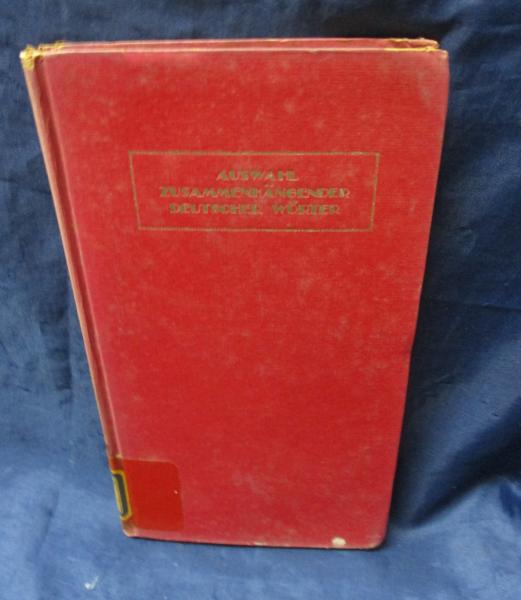 AUSWAHL
ZUSAMMENHÄNGENDER
DEUTSCHER WÖRTER